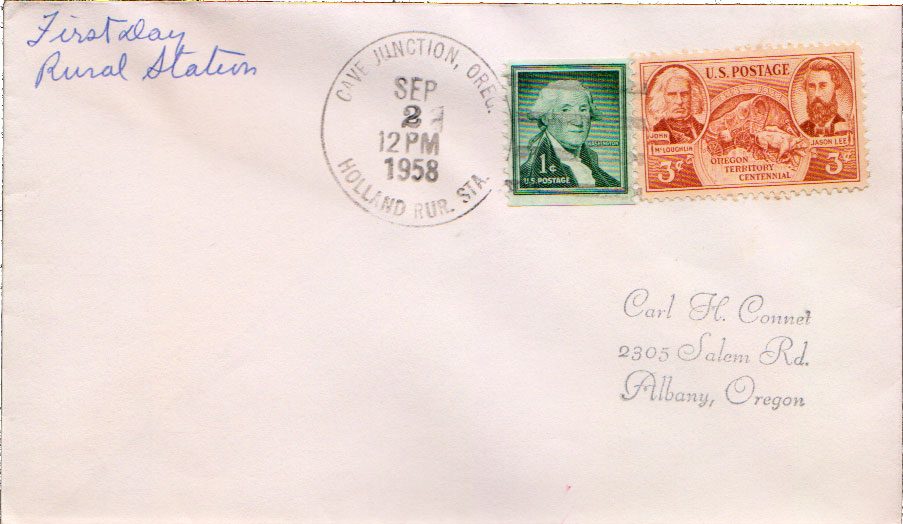 First day
Rural Station
CAVE JUNCTION, OREG.
SEP
2
12 PM
1958
HOLLAND RUR. STA.
WASHINGTON
1¢
U.S. POSTAGE
U.S. POSTAGE
JOHN
McLOUGHLIN
JASON LEE
3¢
OREGON
TERRITORY
CENTENNIAL
3¢
Carl H. Connet
2305 Salem Rd.
Albany, Oregon